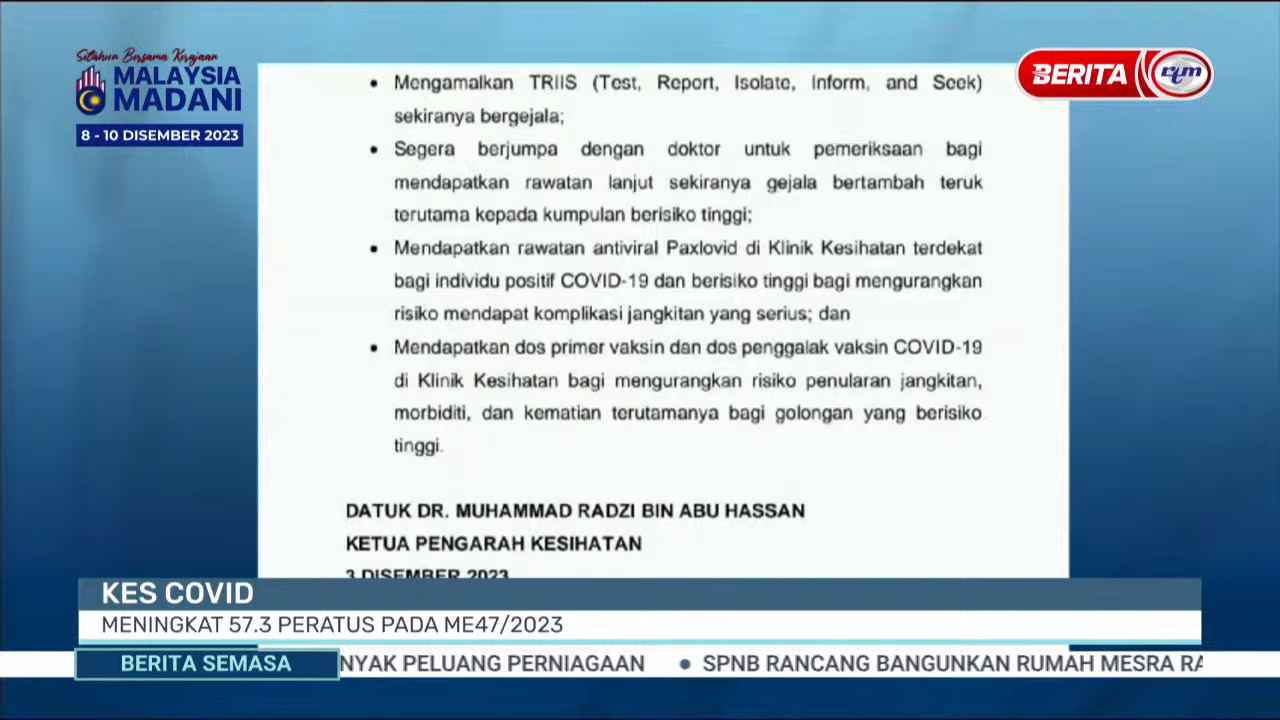 Setahun Bersama Kerajaan
MALAYSIA
MADANI
8 - 10 DISEMBER 2023
BERITA rtm
• Mengamalkan TRIIS (Test, Report, Isolate, Inform, and Seek)
sekiranya bergejala;
• Segera berjumpa dengan doktor untuk pemeriksaan bagi
mendapatkan rawatan lanjut sekiranya gejala bertambah teruk
terutama kepada kumpulan berisiko tinggi;
• Mendapatkan rawatan antiviral Paxlovid di Klinik Kesihatan terdekat
bagi individu positif COVID-19 dan berisiko tinggi bagi mengurangkan
risiko mendapat komplikasi jangkitan yang serius; dan
• Mendapatkan dos primer vaksin dan dos penggalak vaksin COVID-19
di Klinik Kesihatan bagi mengurangkan risiko penularan jangkitan,
morbiditi, dan kematian terutamanya bagi golongan yang berisiko
tinggi.
DATUK DR. MUHAMMAD RADZI BIN ABU HASSAN
KETUA PENGARAH KESIHATAN
3 DISEMBER 2023
KES COVID
MENINGKAT 57.3 PERATUS PADA ME47/2023
BERITA SEMASA NYAK PELUANG PERNIAGAAN • SPNB RANCANG BANGUNKAN RUMAH MESRA RA